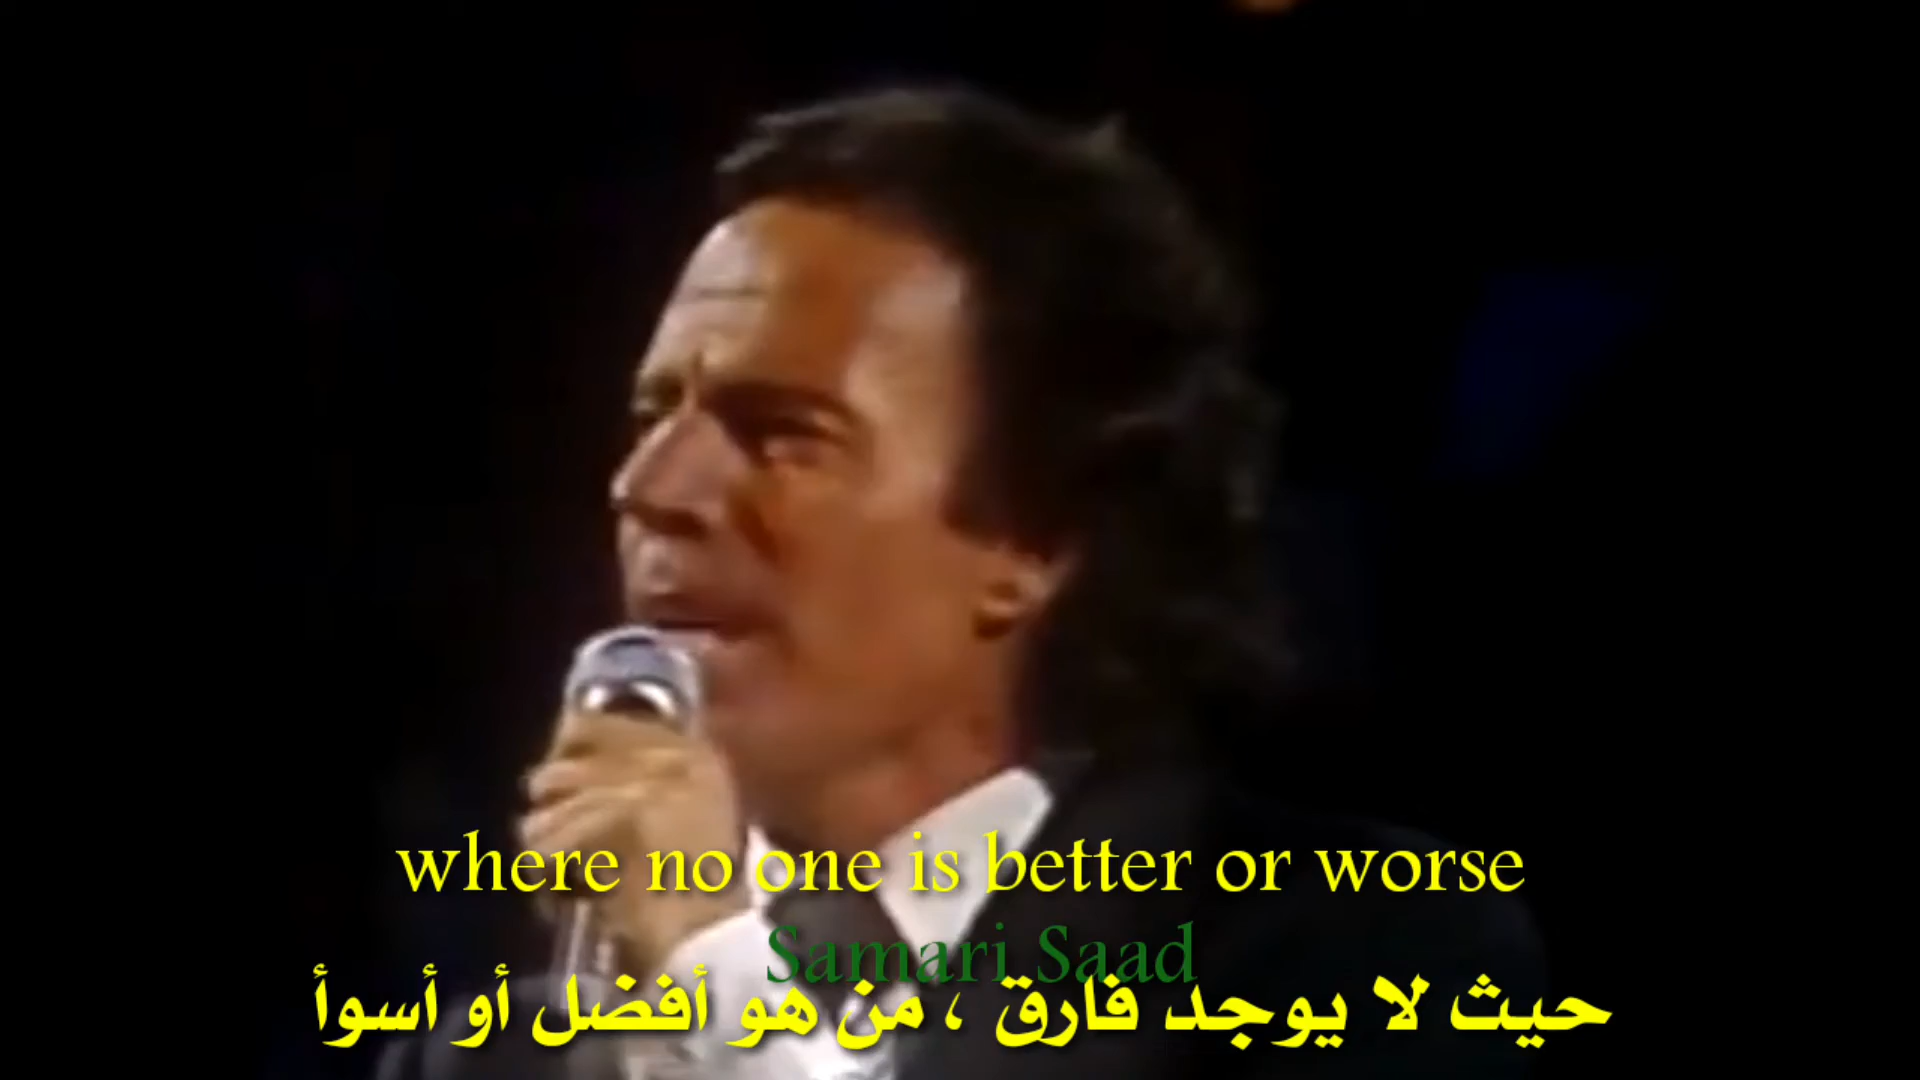 where no one is better or worse
Samari Saad
حيث لا يوجد فارق ، من هو أفضل أو أسوأ